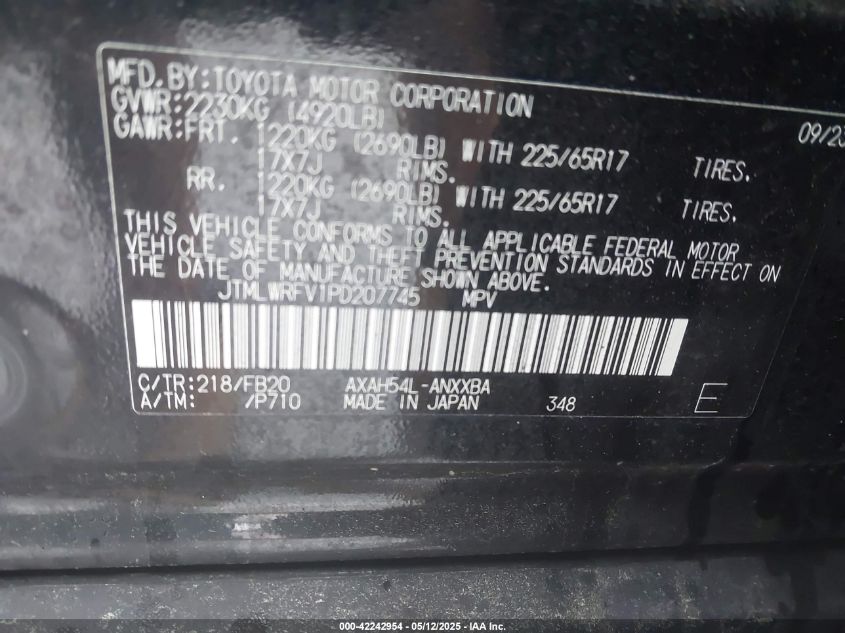 MFD. BY: TOYOTA MOTOR CORPORATION 09/23
GVWR: 2230KG (4920LB)
GAWR: FRT. 1220KG (2690LB) WITH 225/65R17 TIRES.
17X7J RIMS.
RR. 1220KG (2690LB) WITH 225/65R17 TIRES.
17X7J RIMS.
THIS VEHICLE CONFORMS TO ALL APPLICABLE FEDERAL MOTOR
VEHICLE SAFETY AND THEFT PREVENTION STANDARDS IN EFFECT ON
THE DATE OF MANUFACTURE SHOWN ABOVE.
JTMLWRFV1PD207745 MPV
C/TR: 218/FB20 AXAH54L-ANXXBA
A/TM: /P710 MADE IN JAPAN 348 E
000-42242954 - 05/12/2025 - IAA Inc.